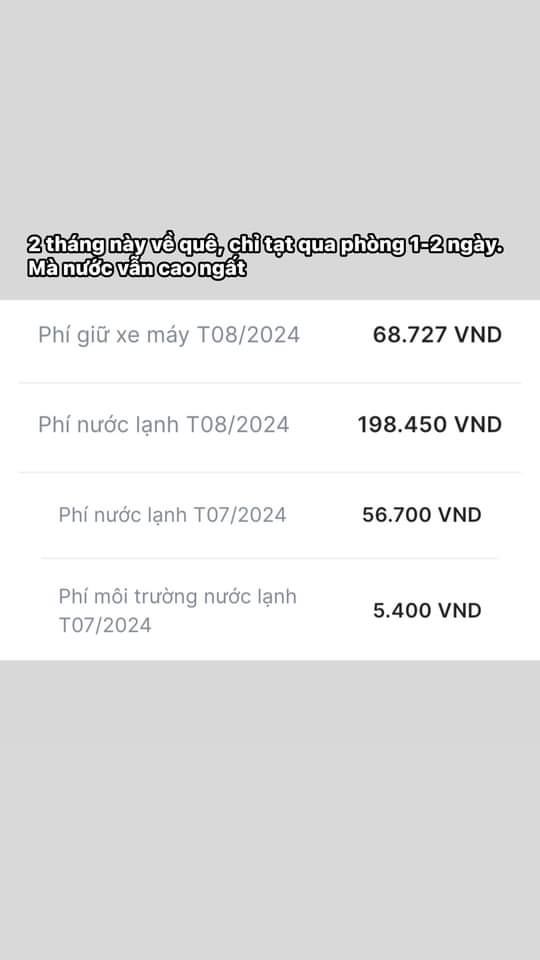 2 tháng này về quê, chỉ tạt qua phòng 1-2 ngày.
Mà nước vẫn cao ngất
Phí giữ xe máy T08/2024 68.727 VND
Phí nước lạnh T08/2024 198.450 VND
Phí nước lạnh T07/2024 56.700 VND
Phí môi trường nước lạnh
T07/2024 5.400 VND